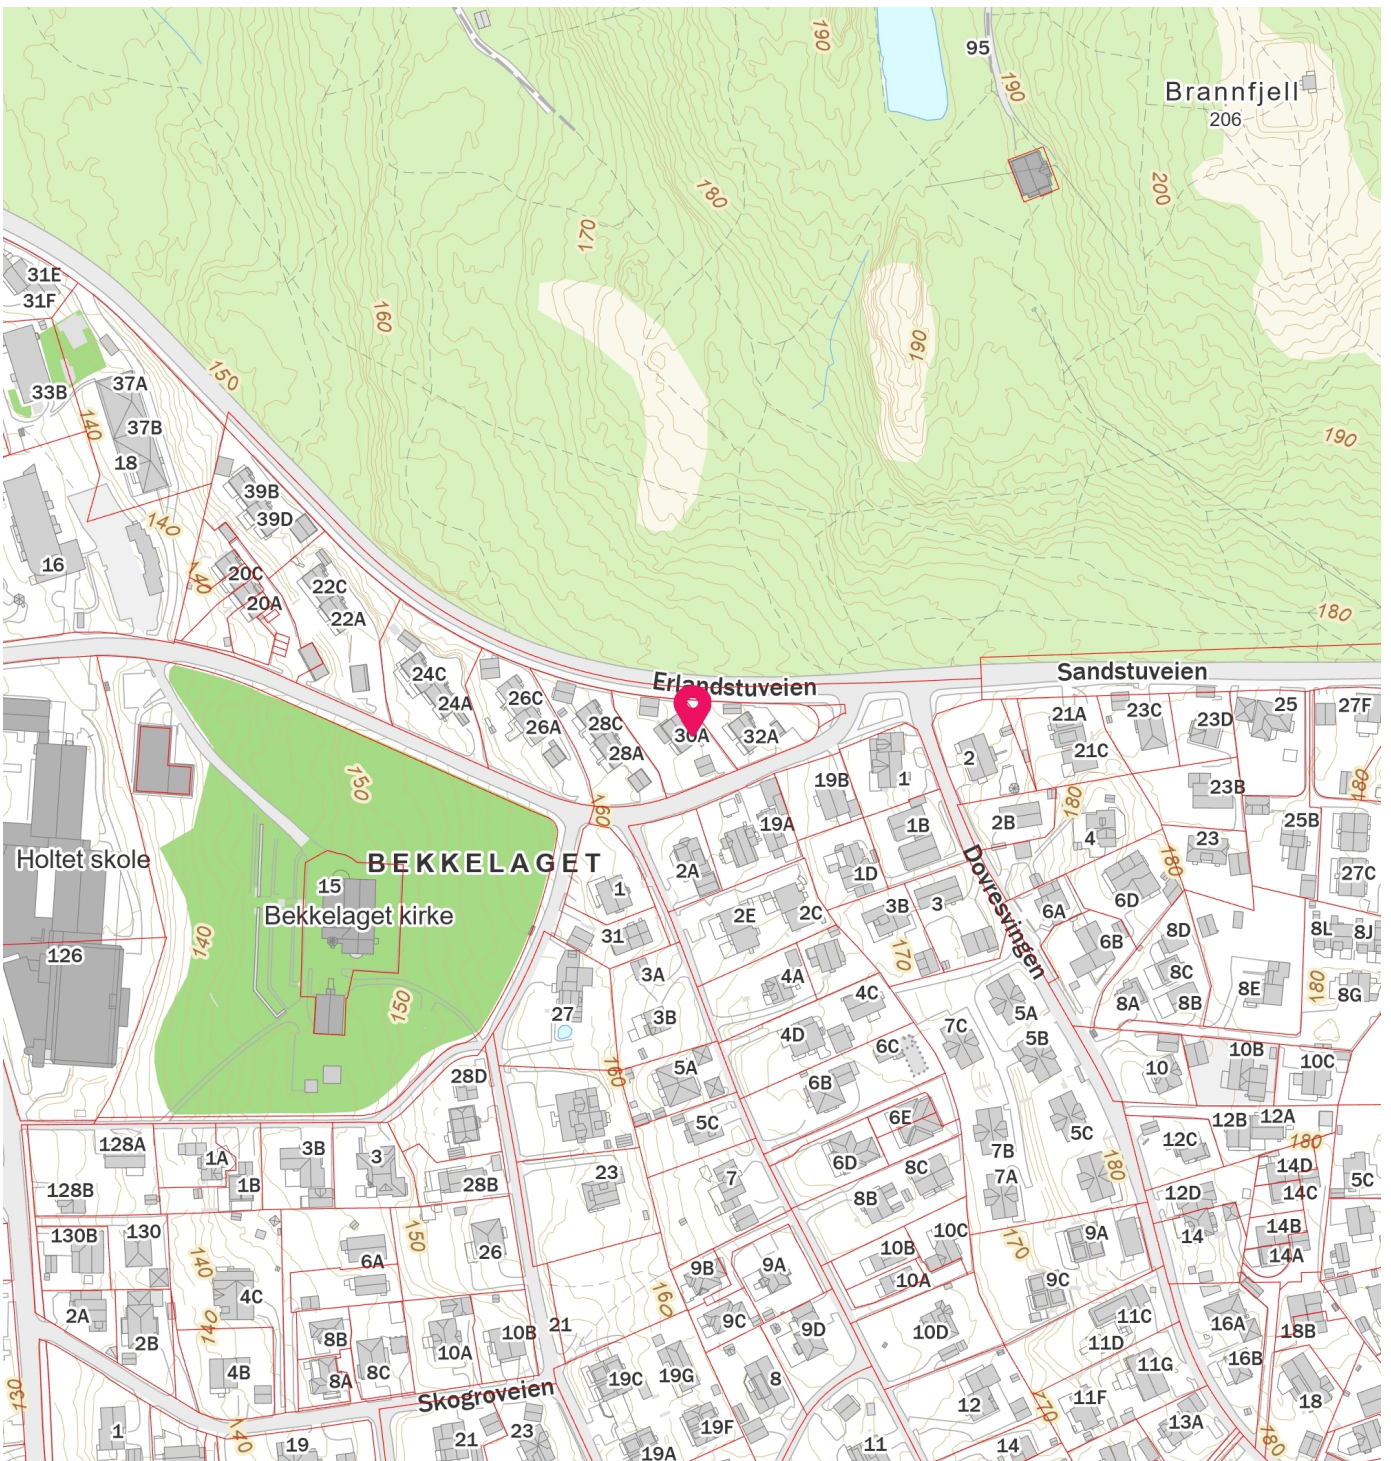 190
95
190
Brannfjell
206
180
200
170
31E
31F
160
190
150
37A
33B
140
37B
190
18
39B
39D
140
16
140
20C
22C
20A
22A
180
24C
Erlandstuveien
Sandstuveien
24A
26C
26A
28C
28A
30A
32A
21A
23C
23D
25
27F
21C
2
150
19B
1
23B
180
180
160
19A
1B
2B
4
25B
23
180
Holtet skole
BEKKELAGET
15
2A
1D
Dovresvingen
27C
Bekkelaget kirke
1
2E
2C
3B
3
6A
6D
31
6B
8D
8L
8J
140
126
170
3A
4A
8C
8A
8B
8E
180
8G
150
27
3B
4C
5A
4D
7C
5B
6C
10B
160
5A
10
10C
28D
6B
5C
6E
12B
12A
128A
1A
3B
3
7B
5C
12C
180
6D
8C
180
14D
128B
1B
28B
23
7
8B
7A
12D
14C
5C
130B
130
150
26
10C
9A
14
14B
140
6A
10B
170
14A
9B
9A
10A
4C
160
9C
2A
9C
11C
16A
2B
140
8B
10B
21
9D
10D
11D
18B
10A
16B
11G
4B
8A
8C
19C
19G
8
130
Skogroveien
12
11F
18
170
1
140
19
21
23
19F
13A
19A
11
14
180